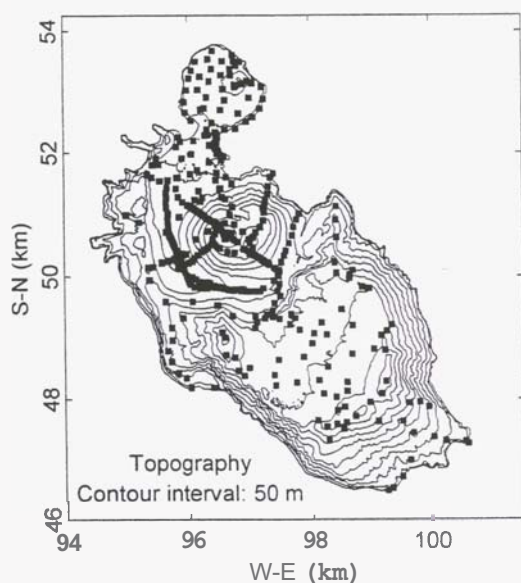 54
52
50
48
46
S-N (km)
Topography
Contour interval: 50 m
94 96 98 100
W-E (km)